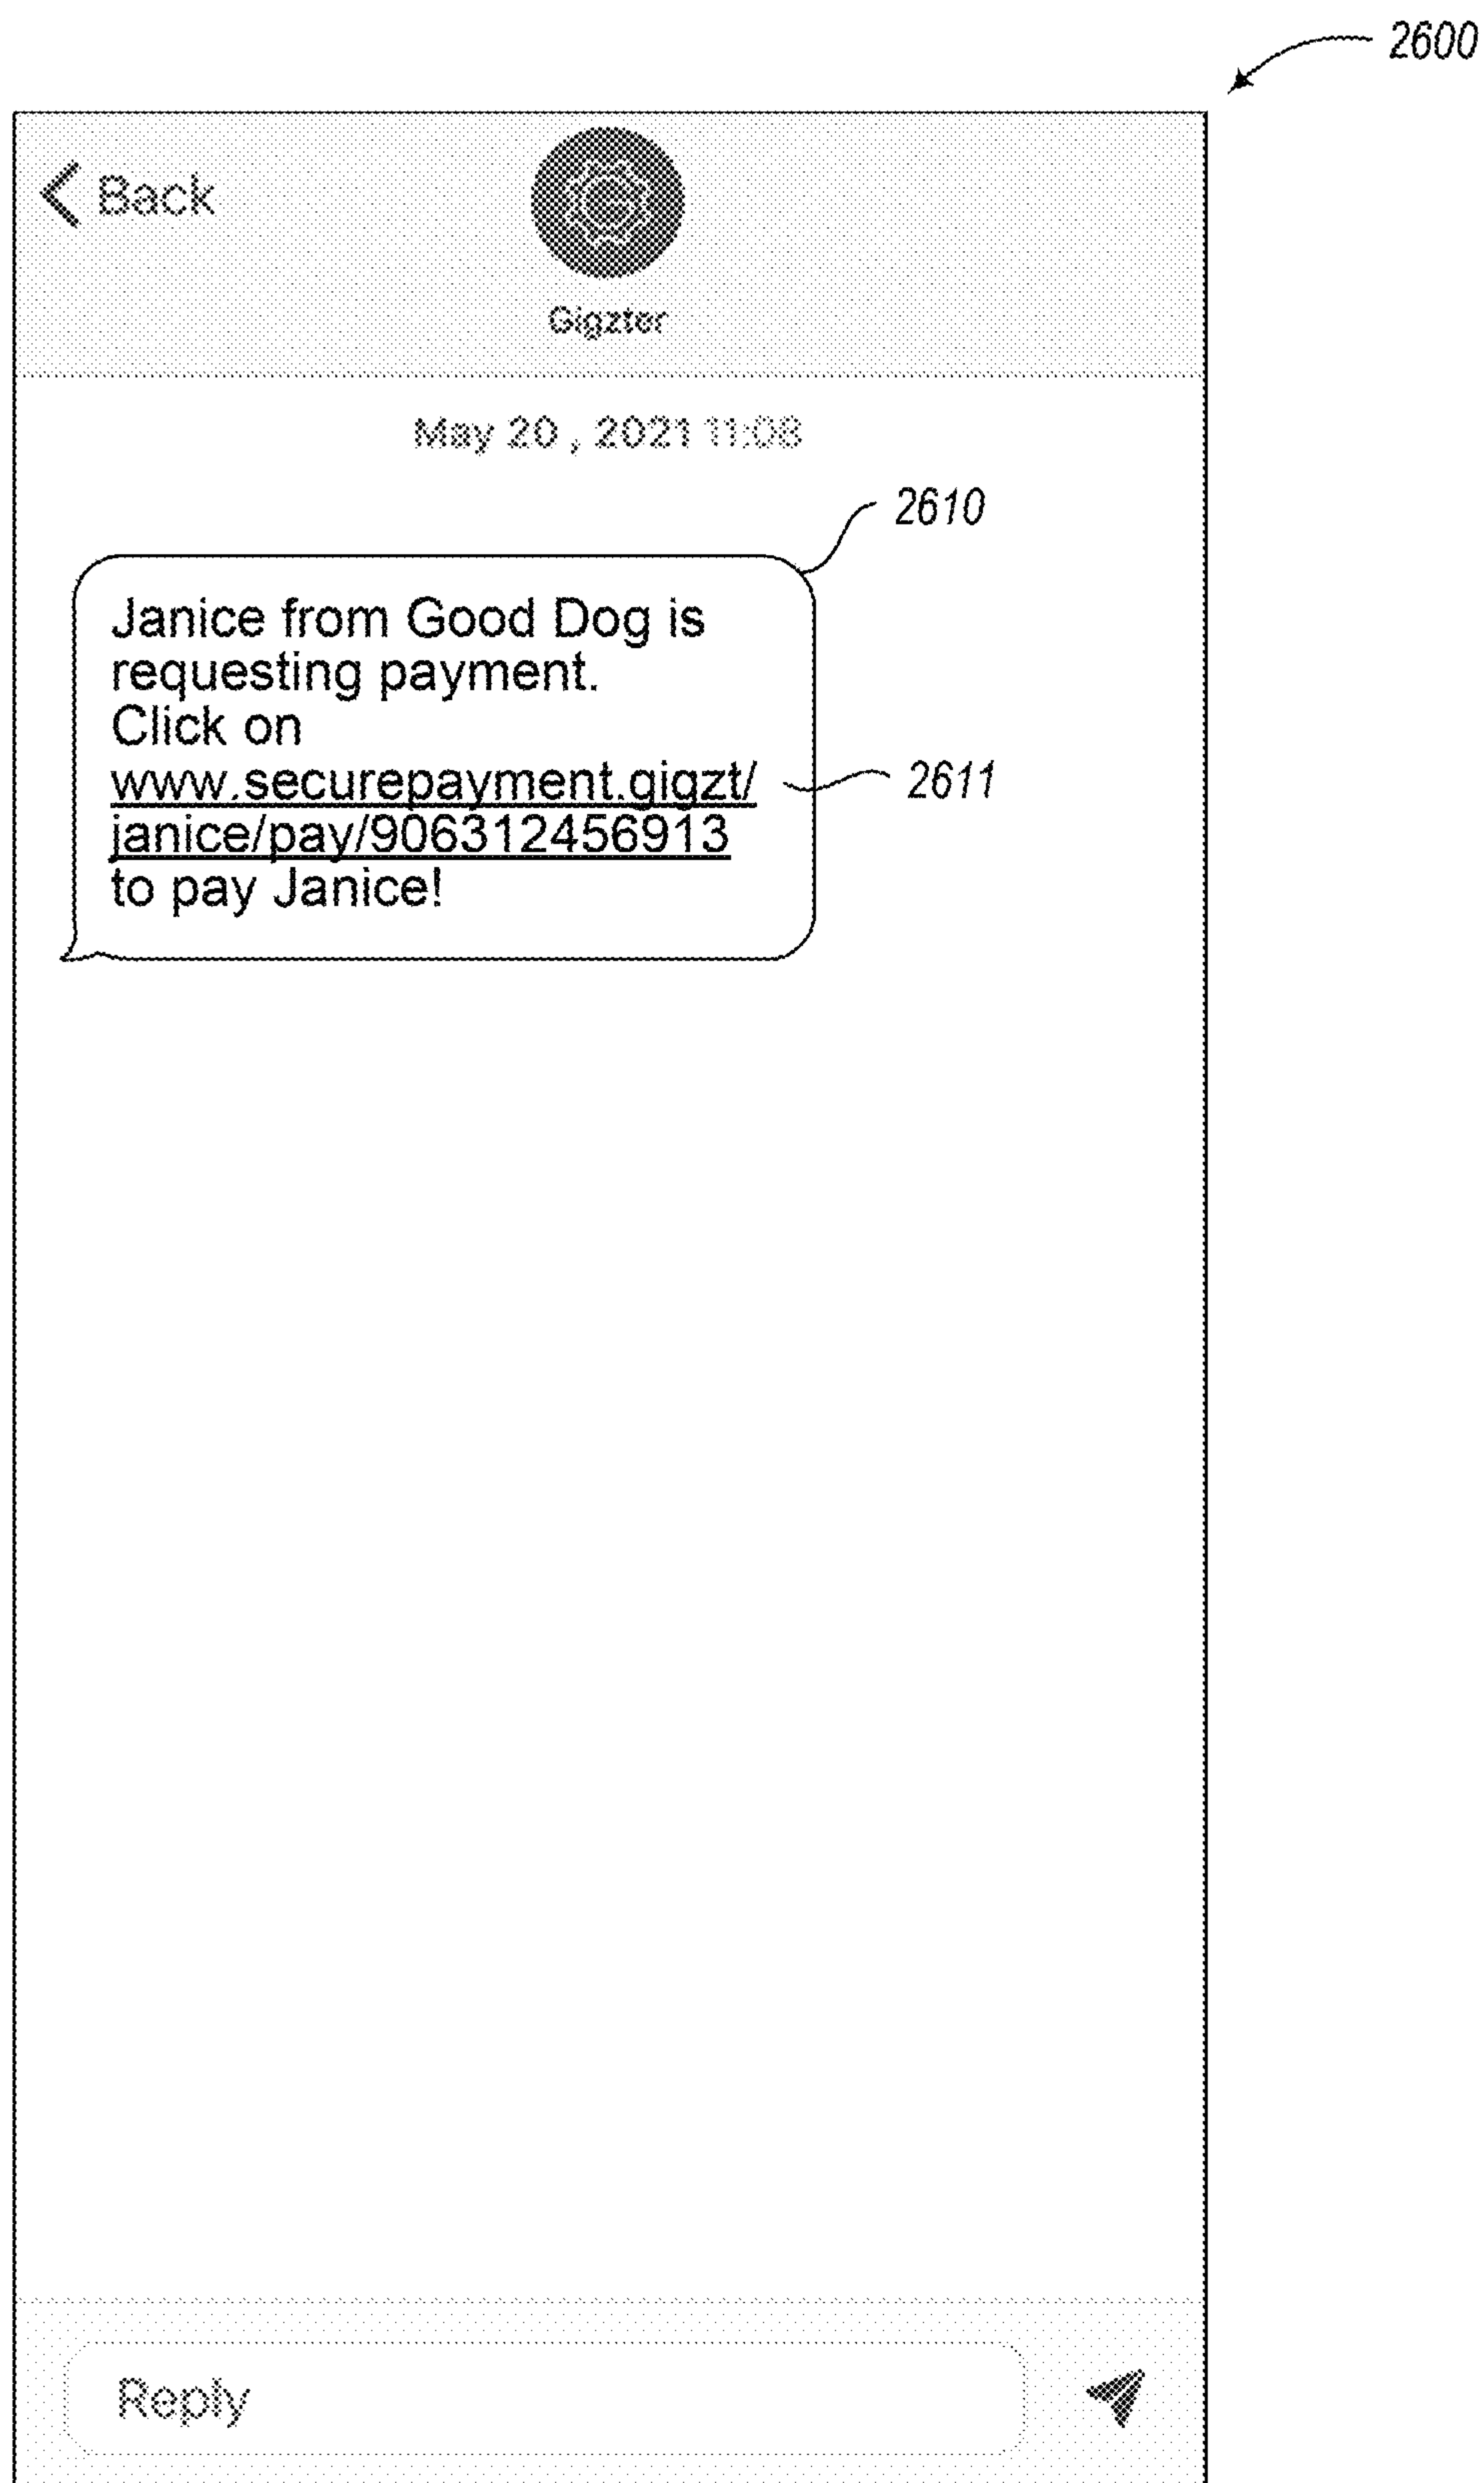 2600
Back
Gigzter
May 20 , 2021 11:08
2610
Janice from Good Dog is
requesting payment.
Click on
www.securepayment.gigzt/
2611
janice/pay/906312456913
to pay Janice!
Reply